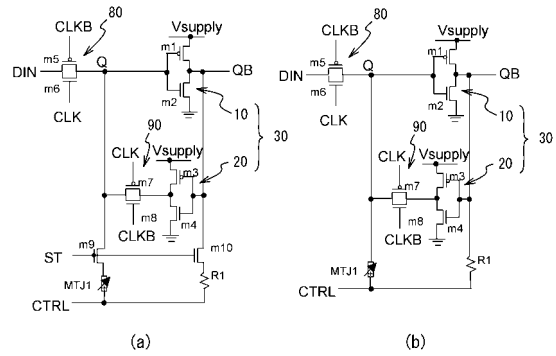 CLKB
80
Vsupply
m5
m1
DIN
Q
QB
m6
m2
10
CLK
90
30
CLK
Vsupply
20
m7
m3
m8
m4
CLKB
m9
m10
ST
MTJ1
R1
CTRL
(a)
CLKB
80
Vsupply
m5
m1
DIN
Q
QB
m6
m2
10
CLK
90
30
CLK
Vsupply
20
m7
m3
m8
m4
CLKB
MTJ1
R1
CTRL
(b)